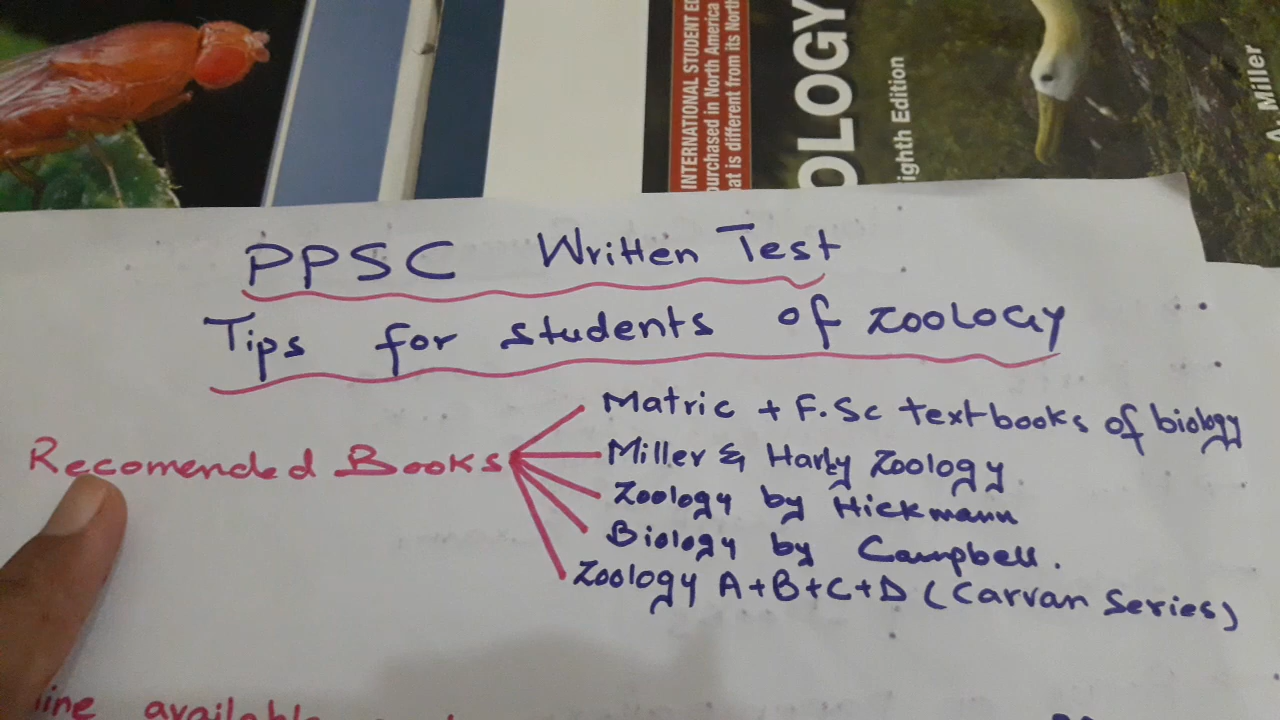 INTERNATIONAL STUDENT ED
purchased in North America
at is different from its North
OLOGY
ighth Edition
A. Miller
PPSC Written Test
Tips for students of zoology
Recomended Books
Matric + F.Sc textbooks of biology
Miller & Harly Zoology
Zoology by Hickmann
Biology by Campbell.
Zoology A+B+C+D (Carvan Series)
line available